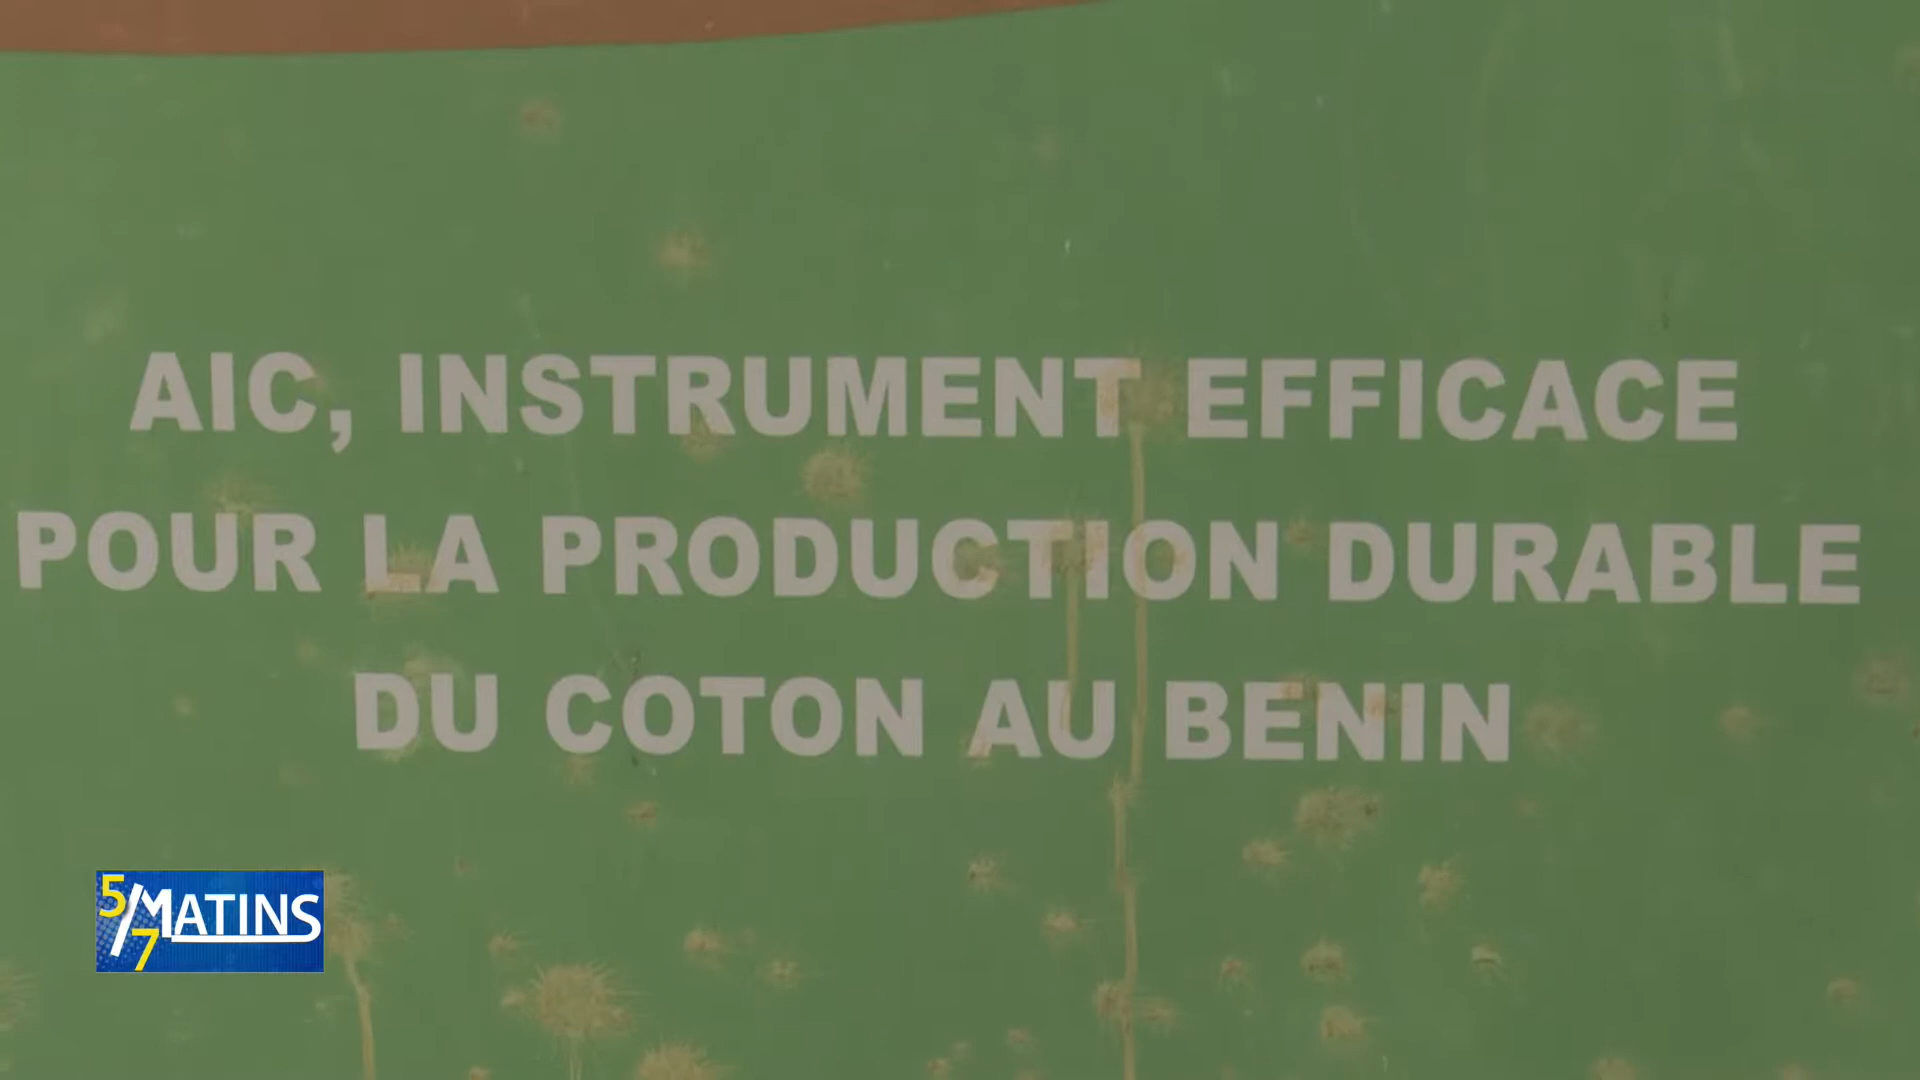 AIC, INSTRUMENT EFFICACE
POUR LA PRODUCTION DURABLE
DU COTON AU BENIN
5/7 MATINS